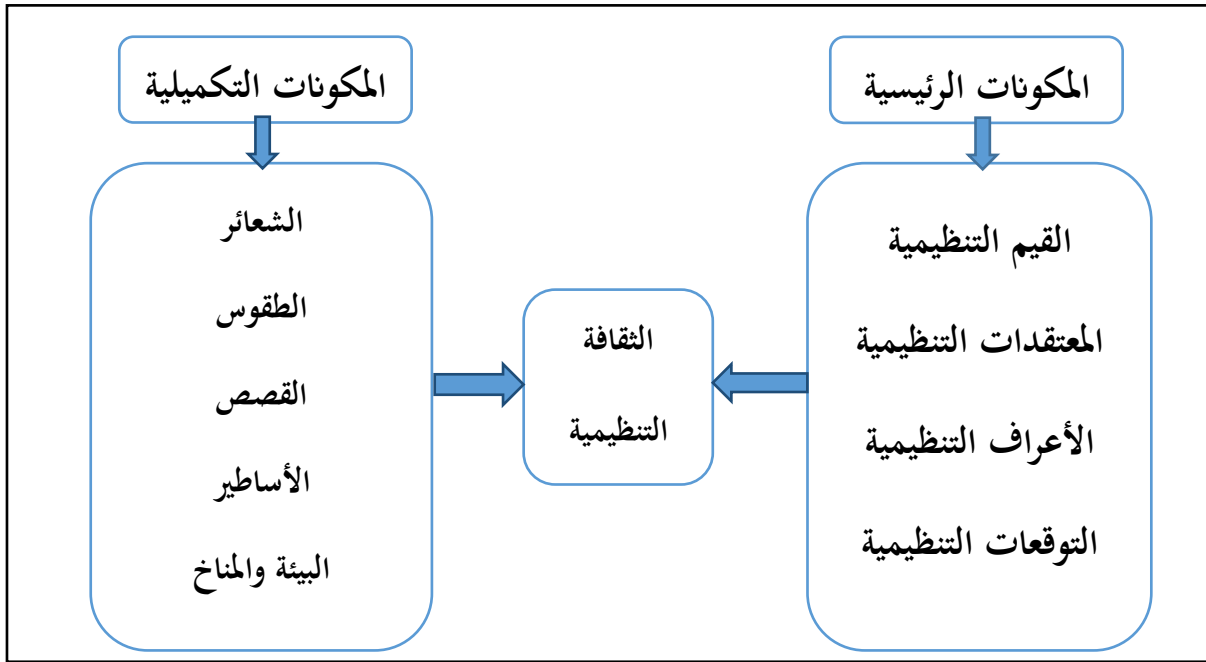 المكونات الرئيسية
القيم التنظيمية
المعتقدات التنظيمية
الأعراف التنظيمية
التوقعات التنظيمية
الثقافة
التنظيمية
المكونات التكميلية
الشعائر
الطقوس
القصص
الأساطير
البيئة والمناخ